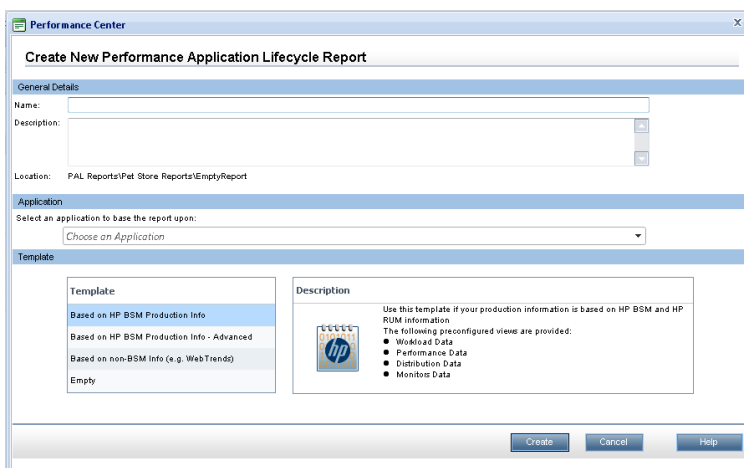 Performance Center
X
Create New Performance Application Lifecycle Report
General Details
Name:
Description:
Location: PAL Reports\Pet Store Reports\EmptyReport
Application
Select an application to base the report upon:
Choose an Application
Template
Template
Based on HP BSM Production Info
Based on HP BSM Production Info - Advanced
Based on non-BSM Info (e.g. WebTrends)
Empty
Description
hp
Use this template if your production information is based on HP BSM and HP
RUM information
The following preconfigured views are provided:
● Workload Data
● Performance Data
● Distribution Data
● Monitors Data
Create
Cancel
Help